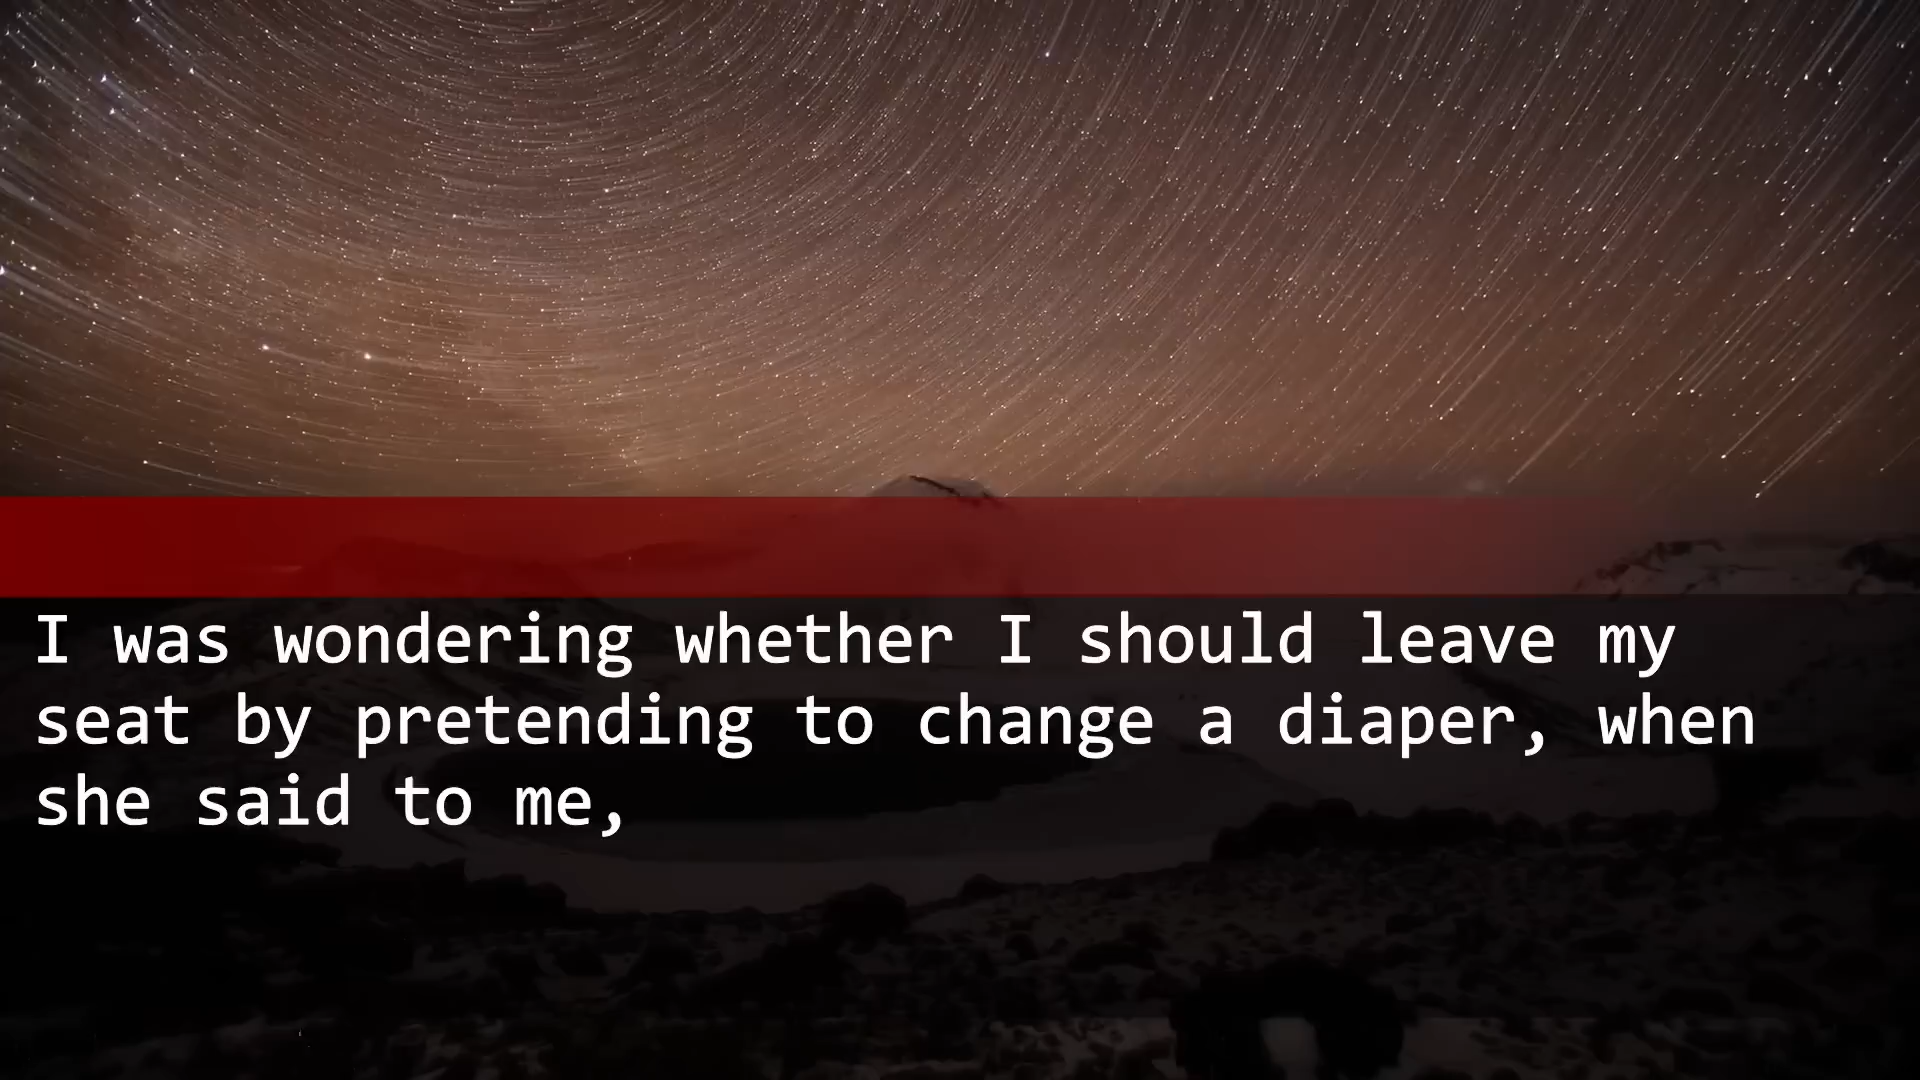 I was wondering whether I should leave my
seat by pretending to change a diaper, when
she said to me,